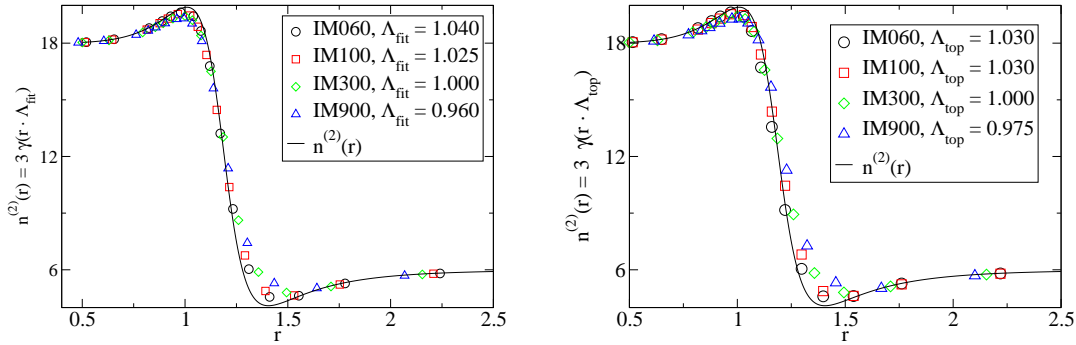 n^(2)(r) = 3 γ(r · Λ_fit)
18
12
6
0.5 1 1.5 2 2.5
r
IM060, Λ_fit = 1.040
IM100, Λ_fit = 1.025
IM300, Λ_fit = 1.000
IM900, Λ_fit = 0.960
n^(2)(r)
n^(2)(r) = 3 γ(r · Λ_top)
18
12
6
0.5 1 1.5 2 2.5
r
IM060, Λ_top = 1.030
IM100, Λ_top = 1.030
IM300, Λ_top = 1.000
IM900, Λ_top = 0.975
n^(2)(r)